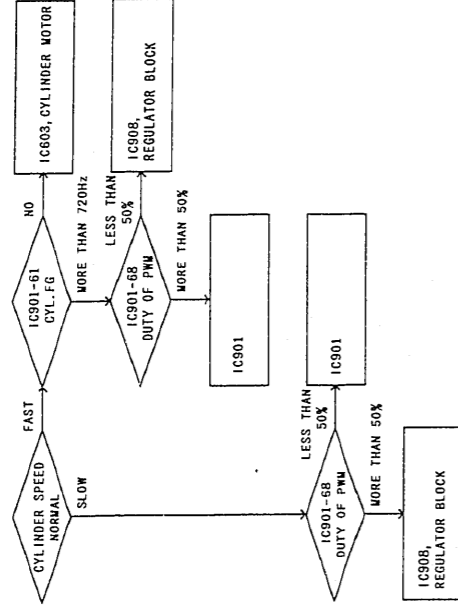 CYLINDER SPEED
NORMAL
FAST
SLOW
IC901-61
CYL.FG
NO
IC603,CYLINDER MOTOR
MORE THAN 720Hz
IC901-68
DUTY OF PWM
LESS THAN
50%
IC908,
REGULATOR BLOCK
MORE THAN 50%
IC901
IC901-68
DUTY OF PWM
LESS THAN
50%
IC901
MORE THAN 50%
IC908,
REGULATOR BLOCK